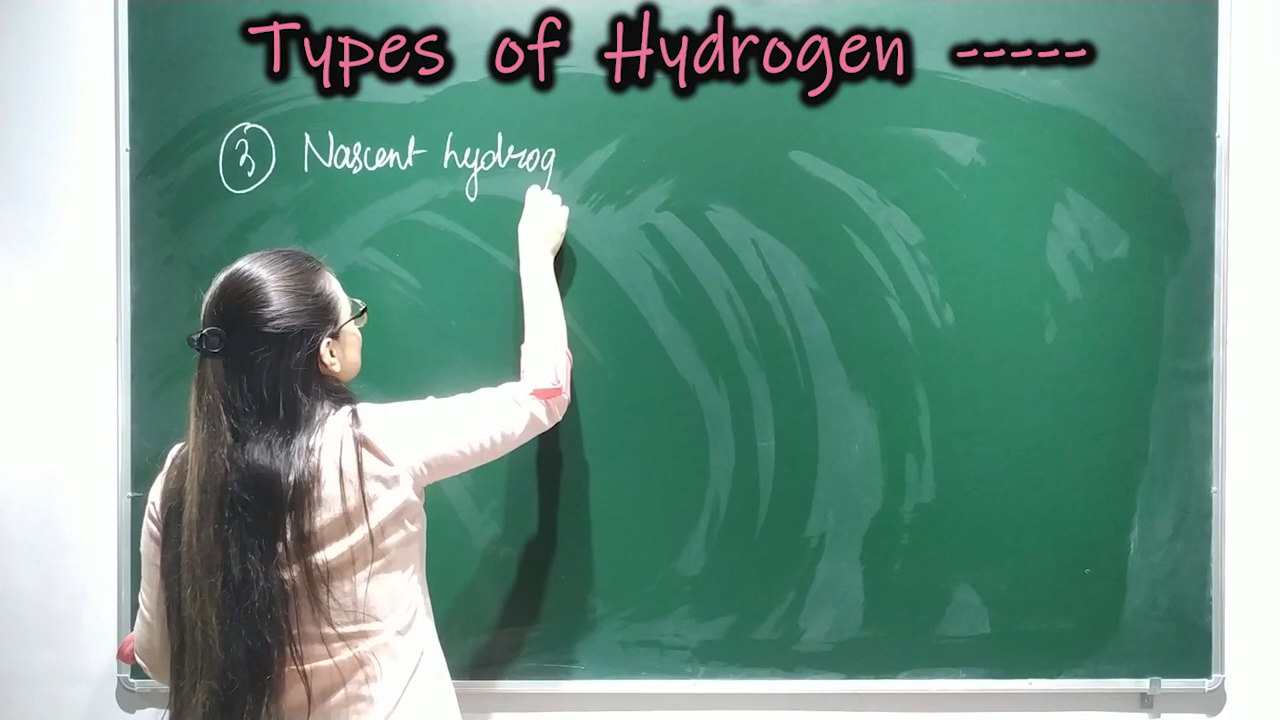 Types of Hydrogen -----
③ Nascent hydrog